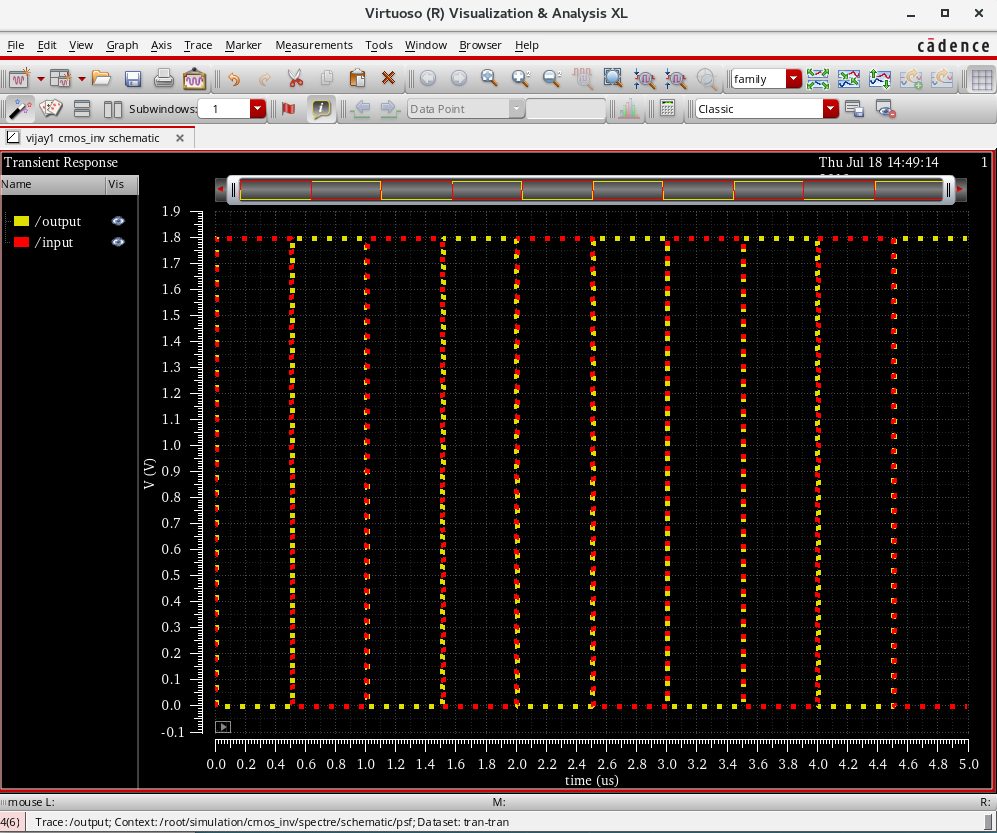 Virtuoso (R) Visualization & Analysis XL
File Edit View Graph Axis Trace Marker Measurements Tools Window Browser Help
cādence
family
Subwindows: 1
Data Point
Classic
vijay1 cmos_inv schematic
Transient Response
Thu Jul 18 14:49:14
1
Name Vis
/output
/input
1.9
1.8
1.7
1.6
1.5
1.4
1.3
1.2
1.1
1.0
0.9
0.8
0.7
0.6
0.5
0.4
0.3
0.2
0.1
0.0
-0.1
V (V)
0.0 0.2 0.4 0.6 0.8 1.0 1.2 1.4 1.6 1.8 2.0 2.2 2.4 2.6 2.8 3.0 3.2 3.4 3.6 3.8 4.0 4.2 4.4 4.6 4.8 5.0
time (us)
mouse L: M: R:
4(6) Trace: /output; Context: /root/simulation/cmos_inv/spectre/schematic/psf; Dataset: tran-tran